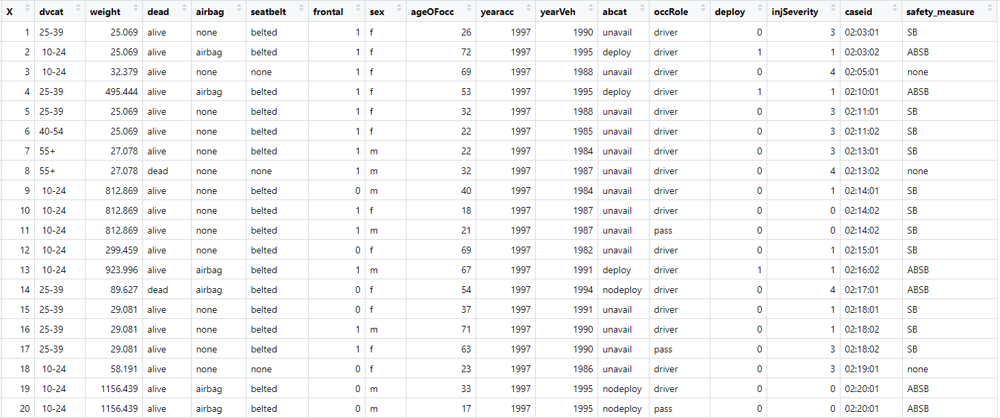 X dvcat weight dead airbag seatbelt frontal sex ageOFocc yearacc yearVeh abcat occRole deploy injSeverity caseid safety_measure
1 25-39 25.069 alive none belted 1 f 26 1997 1990 unavail driver 0 3 02:03:01 SB
2 10-24 25.069 alive airbag belted 1 f 72 1997 1995 deploy driver 1 1 02:03:02 ABSB
3 10-24 32.379 alive none none 1 f 69 1997 1988 unavail driver 0 4 02:05:01 none
4 25-39 495.444 alive airbag belted 1 f 53 1997 1995 deploy driver 1 1 02:10:01 ABSB
5 25-39 25.069 alive none belted 1 f 32 1997 1988 unavail driver 0 3 02:11:01 SB
6 40-54 25.069 alive none belted 1 f 22 1997 1985 unavail driver 0 3 02:11:02 SB
7 55+ 27.078 alive none belted 1 m 22 1997 1984 unavail driver 0 3 02:13:01 SB
8 55+ 27.078 dead none none 1 m 32 1997 1987 unavail driver 0 4 02:13:02 none
9 10-24 812.869 alive none belted 0 m 40 1997 1984 unavail driver 0 1 02:14:01 SB
10 10-24 812.869 alive none belted 1 f 18 1997 1987 unavail driver 0 0 02:14:02 SB
11 10-24 812.869 alive none belted 1 m 21 1997 1987 unavail pass 0 0 02:14:02 SB
12 10-24 299.459 alive none belted 0 f 69 1997 1982 unavail driver 0 1 02:15:01 SB
13 10-24 923.996 alive airbag belted 1 m 67 1997 1991 deploy driver 1 1 02:16:02 ABSB
14 25-39 89.627 dead airbag belted 0 f 54 1997 1994 nodeploy driver 0 4 02:17:01 ABSB
15 25-39 29.081 alive none belted 0 f 37 1997 1991 unavail driver 0 1 02:18:01 SB
16 25-39 29.081 alive none belted 1 m 71 1997 1990 unavail driver 0 1 02:18:02 SB
17 25-39 29.081 alive none belted 1 f 63 1997 1990 unavail pass 0 3 02:18:02 SB
18 10-24 58.191 alive none none 0 f 23 1997 1986 unavail driver 0 3 02:19:01 none
19 10-24 1156.439 alive airbag belted 0 m 33 1997 1995 nodeploy driver 0 0 02:20:01 ABSB
20 10-24 1156.439 alive airbag belted 0 m 17 1997 1995 nodeploy pass 0 0 02:20:01 ABSB